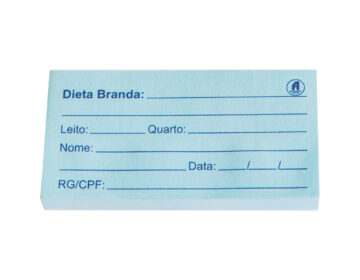 Dieta Branda:
Leito: Quarto:
Nome:
Data: / /
RG/CPF: